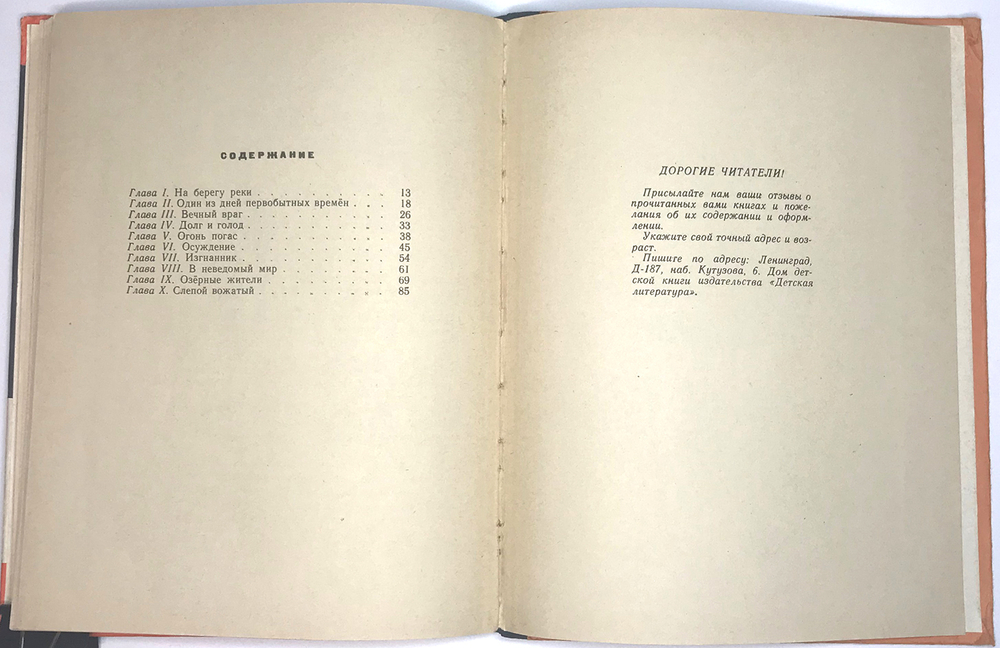 СОДЕРЖАНИЕ
Глава I. На берегу реки . . . . . . . . . . 13
Глава II. Один из дней первобытных времён . . . 18
Глава III. Вечный враг . . . . . . . . . . . 26
Глава IV. Долг и голод . . . . . . . . . . . 33
Глава V. Огонь погас . . . . . . . . . . . 38
Глава VI. Осуждение . . . . . . . . . . . 45
Глава VII. Изгнанник . . . . . . . . . . . 54
Глава VIII. В неведомый мир . . . . . . . . 61
Глава IX. Озёрные жители . . . . . . . . . 69
Глава X. Слепой вожатый . . . . . . . . . . 85
ДОРОГИЕ ЧИТАТЕЛИ!
Присылайте нам ваши отзывы о
прочитанных вами книгах и поже-
лания об их содержании и оформ-
лении.
Укажите свой точный адрес и воз-
раст.
Пишите по адресу: Ленинград,
Д-187, наб. Кутузова, 6. Дом дет-
ской книги издательства «Детская
литература».